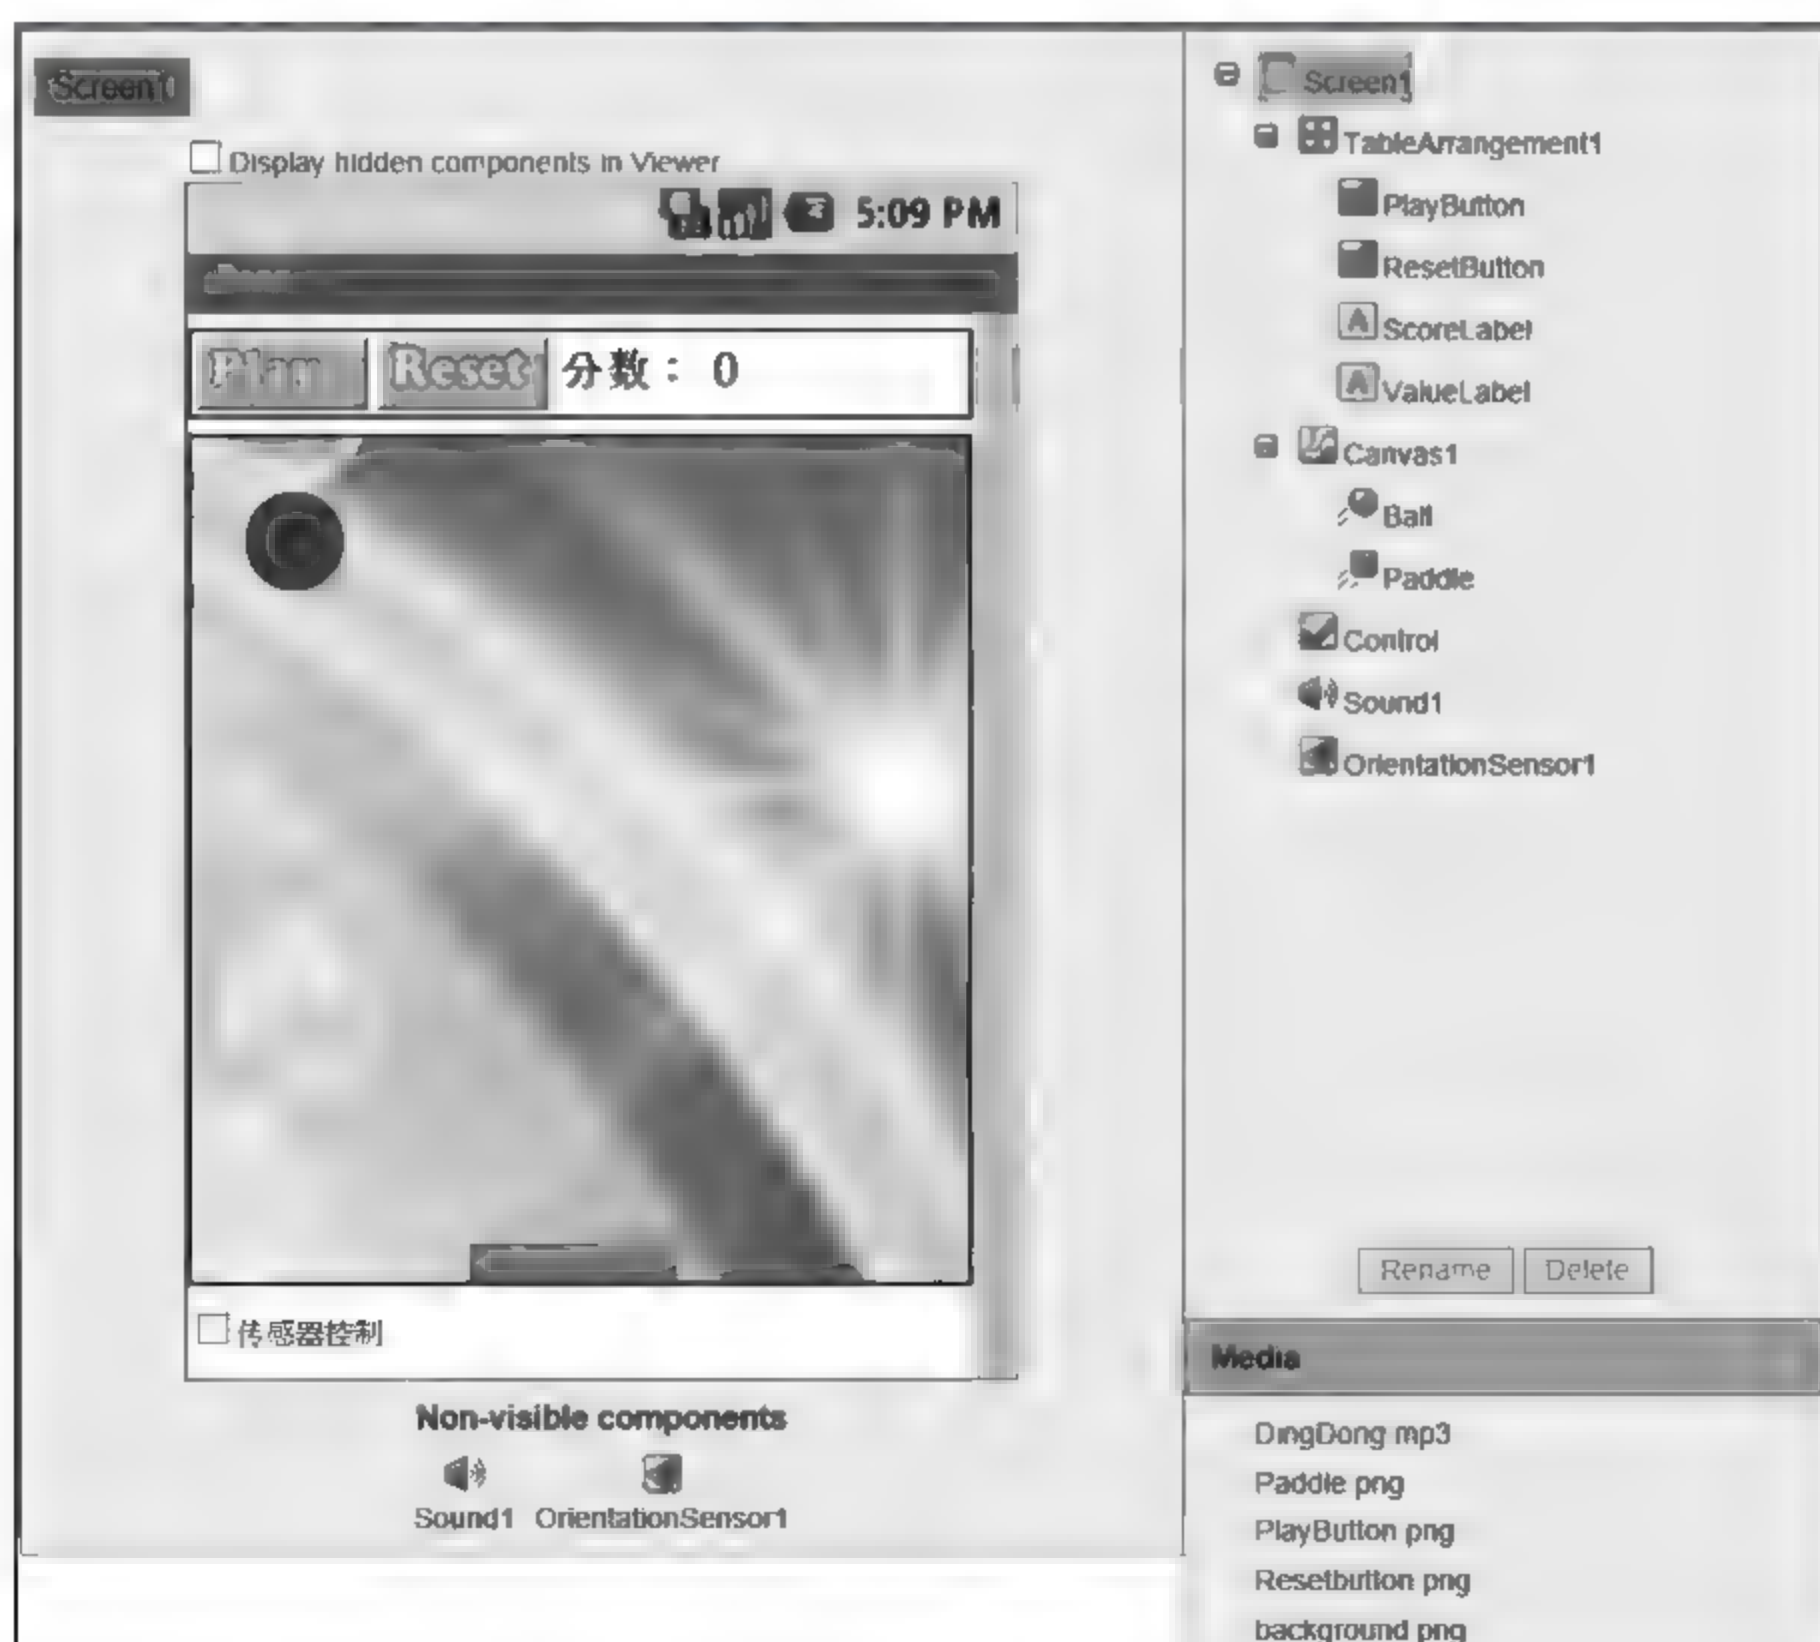 Screen1
Display hidden components in Viewer
5:09 PM
Reset
分数： 0
传感器控制
Non-visible components
Sound1 OrientationSensor1
Screen1
TableArrangement1
PlayButton
ResetButton
ScoreLabel
ValueLabel
Canvas1
Ball
Paddle
Control
Sound1
OrientationSensor1
Rename Delete
Media
DingDong mp3
Paddle png
PlayButton png
Resetbutton png
background png